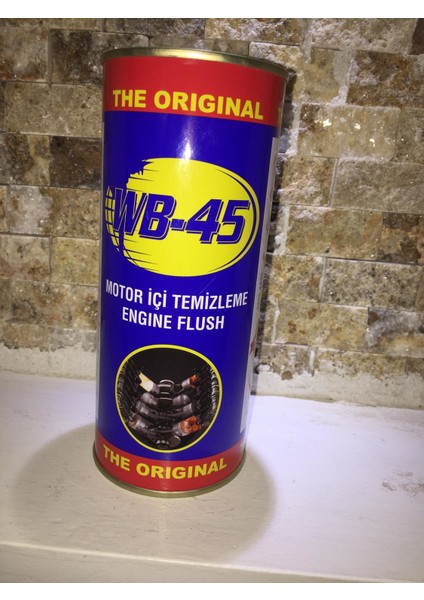 THE ORIGINAL
WB-45
MOTOR İÇİ TEMİZLEME
ENGINE FLUSH
THE ORIGINAL